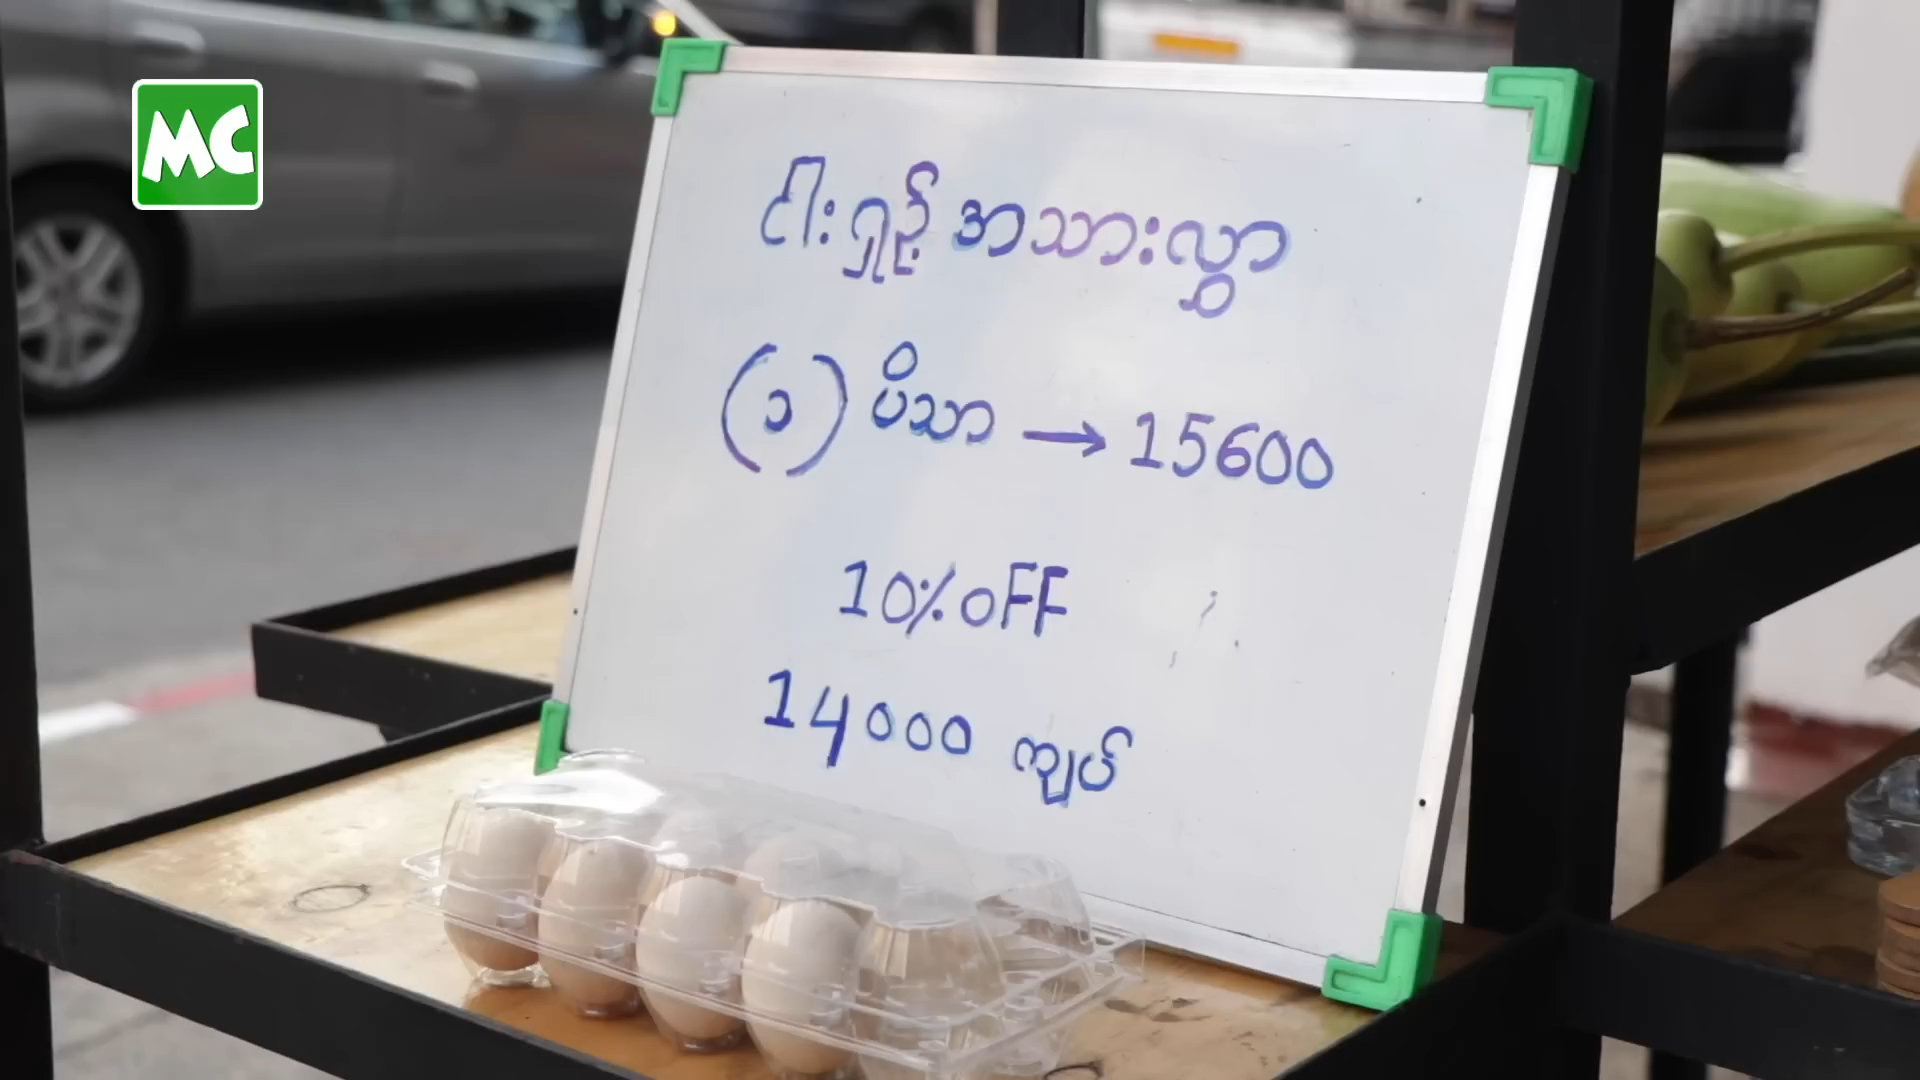 MC
ငါးရှဉ့် အသားလွှာ
(၁) ပိဿာ → 15600
10% OFF
14000 ကျပ်